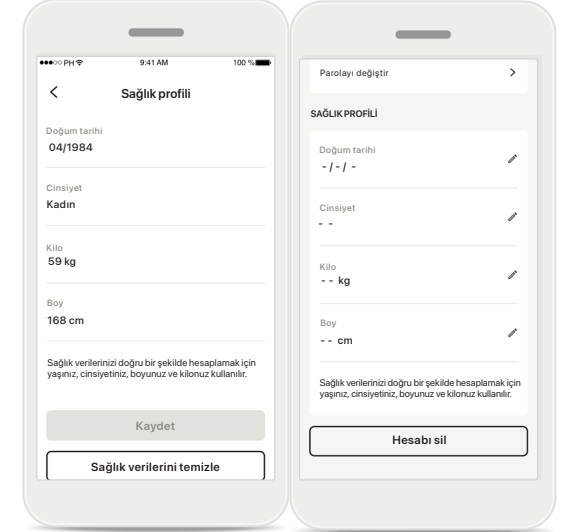 PH
9:41 AM
100 %
Sağlık profili
Doğum tarihi
04/1984
Cinsiyet
Kadın
Kilo
59 kg
Boy
168 cm
Sağlık verilerinizi doğru bir şekilde hesaplamak için
yaşınız, cinsiyetiniz, boyunuz ve kilonuz kullanılır.
Kaydet
Sağlık verilerini temizle
Parolayı değiştir
SAĞLIK PROFİLİ
Doğum tarihi
- / - / -
Cinsiyet
- -
Kilo
- - kg
Boy
- - cm
Sağlık verilerinizi doğru bir şekilde hesaplamak için
yaşınız, cinsiyetiniz, boyunuz ve kilonuz kullanılır.
Hesabı sil